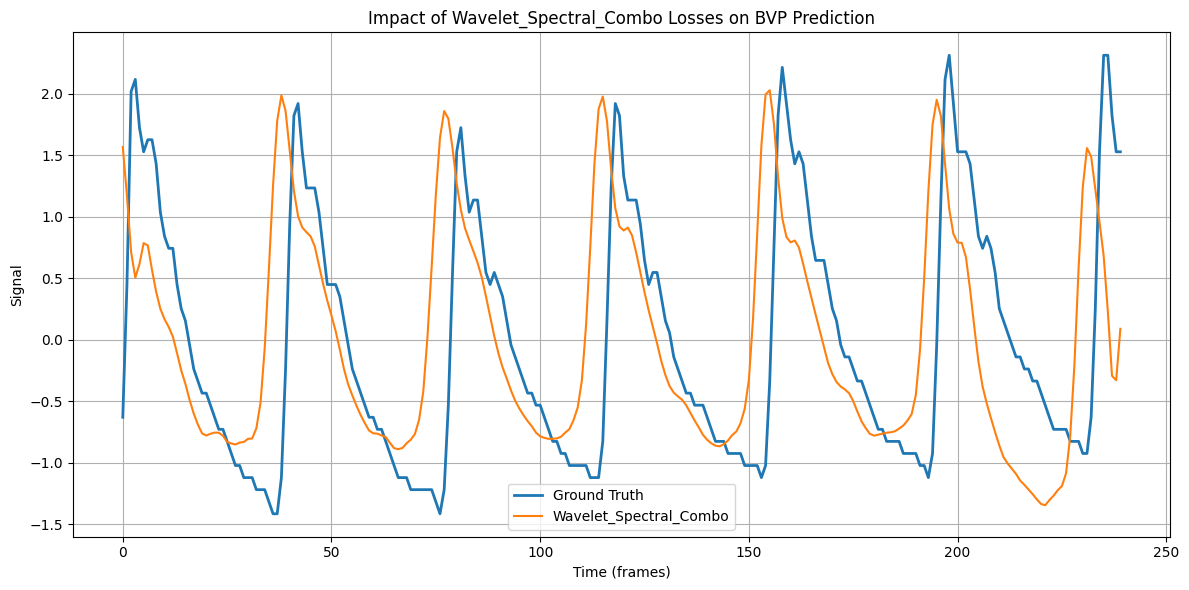 Impact of Wavelet_Spectral_Combo Losses on BVP Prediction
Signal
2.0
1.5
1.0
0.5
0.0
−0.5
−1.0
−1.5
Ground Truth
Wavelet_Spectral_Combo
0 50 100 150 200 250
Time (frames)